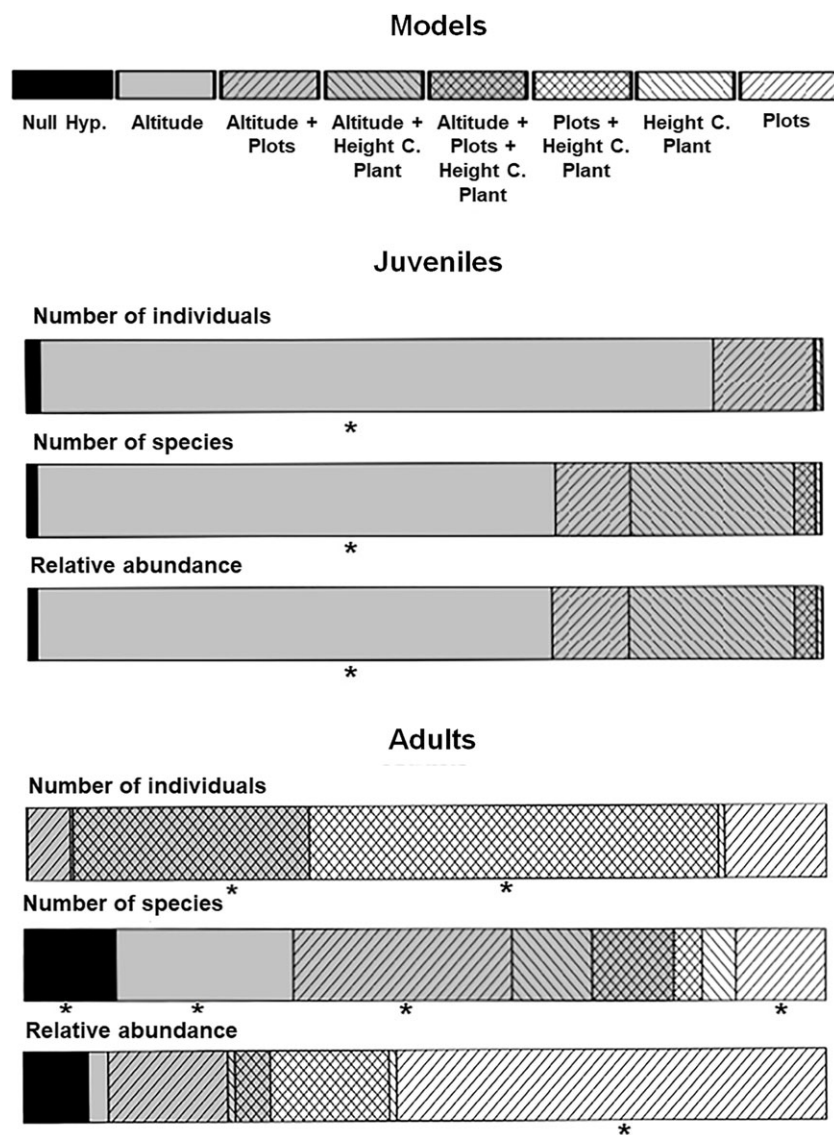 Models
Null Hyp.
Altitude
Altitude +
Plots
Altitude +
Height C.
Plant
Altitude +
Plots +
Height C.
Plant
Plots +
Height C.
Plant
Height C.
Plant
Plots
Juveniles
Number of individuals
*
Number of species
*
Relative abundance
*
Adults
Number of individuals
* *
Number of species
* * * *
Relative abundance
*